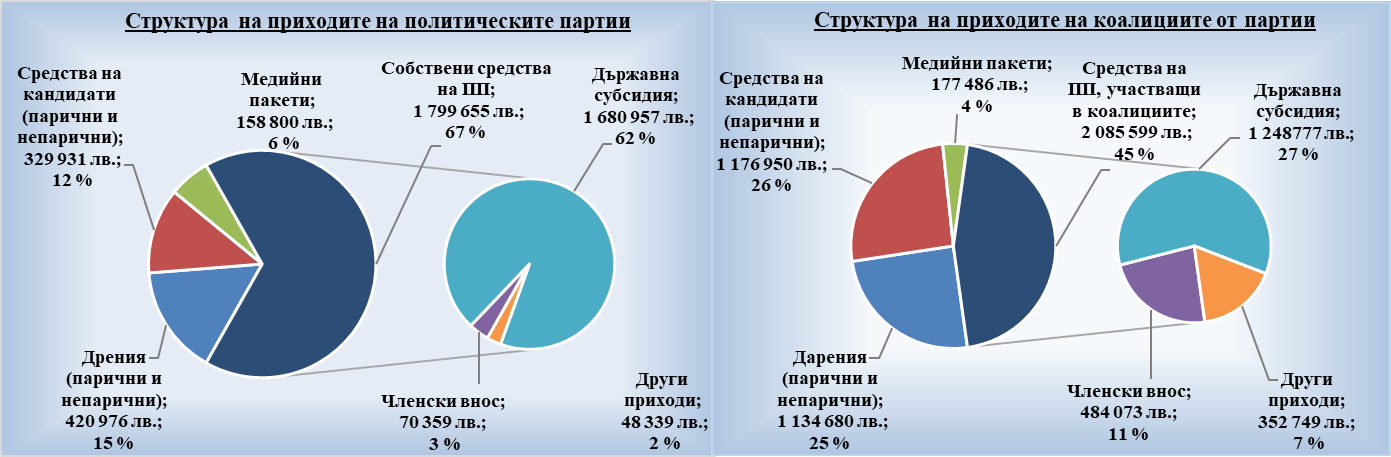 Структура на приходите на политическите партии
Средства на
кандидати
(парични и
непарични);
329 931 лв.;
12 %
Медийни
пакети;
158 800 лв.;
6 %
Собствени средства
на ПП;
1 799 655 лв.;
67 %
Държавна
субсидия;
1 680 957 лв.;
62 %
Дрения
(парични и
непарични);
420 976 лв.;
15 %
Членски внос;
70 359 лв.;
3 %
Други
приходи;
48 339 лв.;
2 %
Структура на приходите на коалициите от партии
Средства на
кандидати
(парични и
непарични);
1 176 950 лв.;
26 %
Медийни пакети;
177 486 лв.;
4 %
Средства на
ПП, участващи
в коалициите;
2 085 599 лв.;
45 %
Държавна
субсидия;
1 248777 лв.;
27 %
Дарения
(парични и
непарични);
1 134 680 лв.;
25 %
Членски внос;
484 073 лв.;
11 %
Други
приходи;
352 749 лв.;
7 %